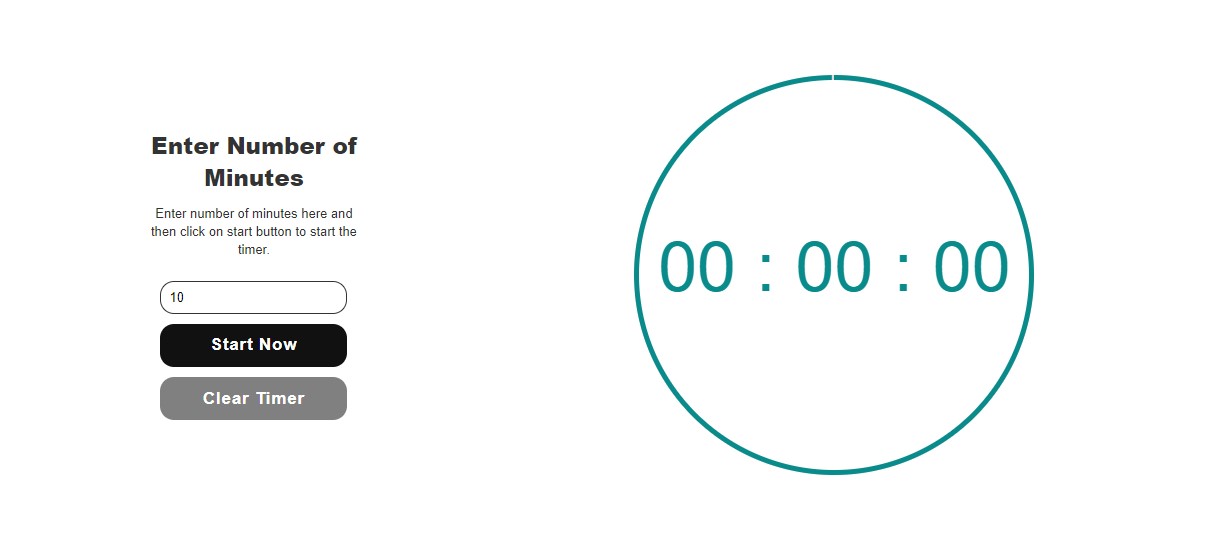 Enter Number of
Minutes
Enter number of minutes here and
then click on start button to start the
timer.
10
Start Now
Clear Timer
00 : 00 : 00